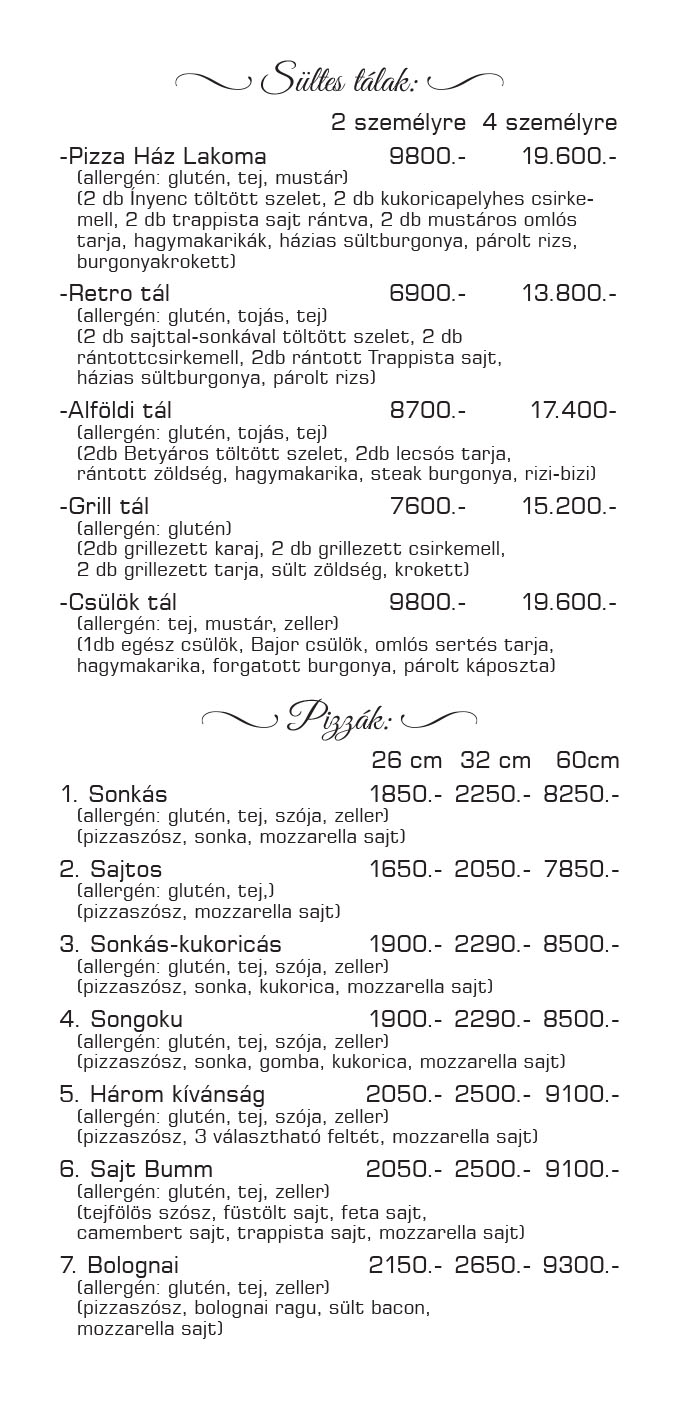 Sültes tálak:
2 személyre 4 személyre
-Pizza Ház Lakoma 9800.- 19.600.-
(allergén: glutén, tej, mustár)
(2 db Ínyenc töltött szelet, 2 db kukoricapelyhes csirke-
mell, 2 db trappista sajt rántva, 2 db mustáros omlós
tarja, hagymakarikák, házias sültburgonya, párolt rizs,
burgonyakrokett)
-Retro tál 6900.- 13.800.-
(allergén: glutén, tojás, tej)
(2 db sajttal-sonkával töltött szelet, 2 db
rántottcsirkemell, 2db rántott Trappista sajt,
házias sültburgonya, párolt rizs)
-Alföldi tál 8700.- 17.400-
(allergén: glutén, tojás, tej)
(2db Betyáros töltött szelet, 2db lecsós tarja,
rántott zöldség, hagymakarika, steak burgonya, rizi-bizi)
-Grill tál 7600.- 15.200.-
(allergén: glutén)
(2db grillezett karaj, 2 db grillezett csirkemell,
2 db grillezett tarja, sült zöldség, krokett)
-Csülök tál 9800.- 19.600.-
(allergén: tej, mustár, zeller)
(1db egész csülök, Bajor csülök, omlós sertés tarja,
hagymakarika, forgatott burgonya, párolt káposzta)
Pizzák:
26 cm 32 cm 60cm
1. Sonkás 1850.- 2250.- 8250.-
(allergén: glutén, tej, szója, zeller)
(pizzaszósz, sonka, mozzarella sajt)
2. Sajtos 1650.- 2050.- 7850.-
(allergén: glutén, tej,)
(pizzaszósz, mozzarella sajt)
3. Sonkás-kukoricás 1900.- 2290.- 8500.-
(allergén: glutén, tej, szója, zeller)
(pizzaszósz, sonka, kukorica, mozzarella sajt)
4. Songoku 1900.- 2290.- 8500.-
(allergén: glutén, tej, szója, zeller)
(pizzaszósz, sonka, gomba, kukorica, mozzarella sajt)
5. Három kívánság 2050.- 2500.- 9100.-
(allergén: glutén, tej, szója, zeller)
(pizzaszósz, 3 választható feltét, mozzarella sajt)
6. Sajt Bumm 2050.- 2500.- 9100.-
(allergén: glutén, tej, zeller)
(tejfölös szósz, füstölt sajt, feta sajt,
camembert sajt, trappista sajt, mozzarella sajt)
7. Bolognai 2150.- 2650.- 9300.-
(allergén: glutén, tej, zeller)
(pizzaszósz, bolognai ragu, sült bacon,
mozzarella sajt)